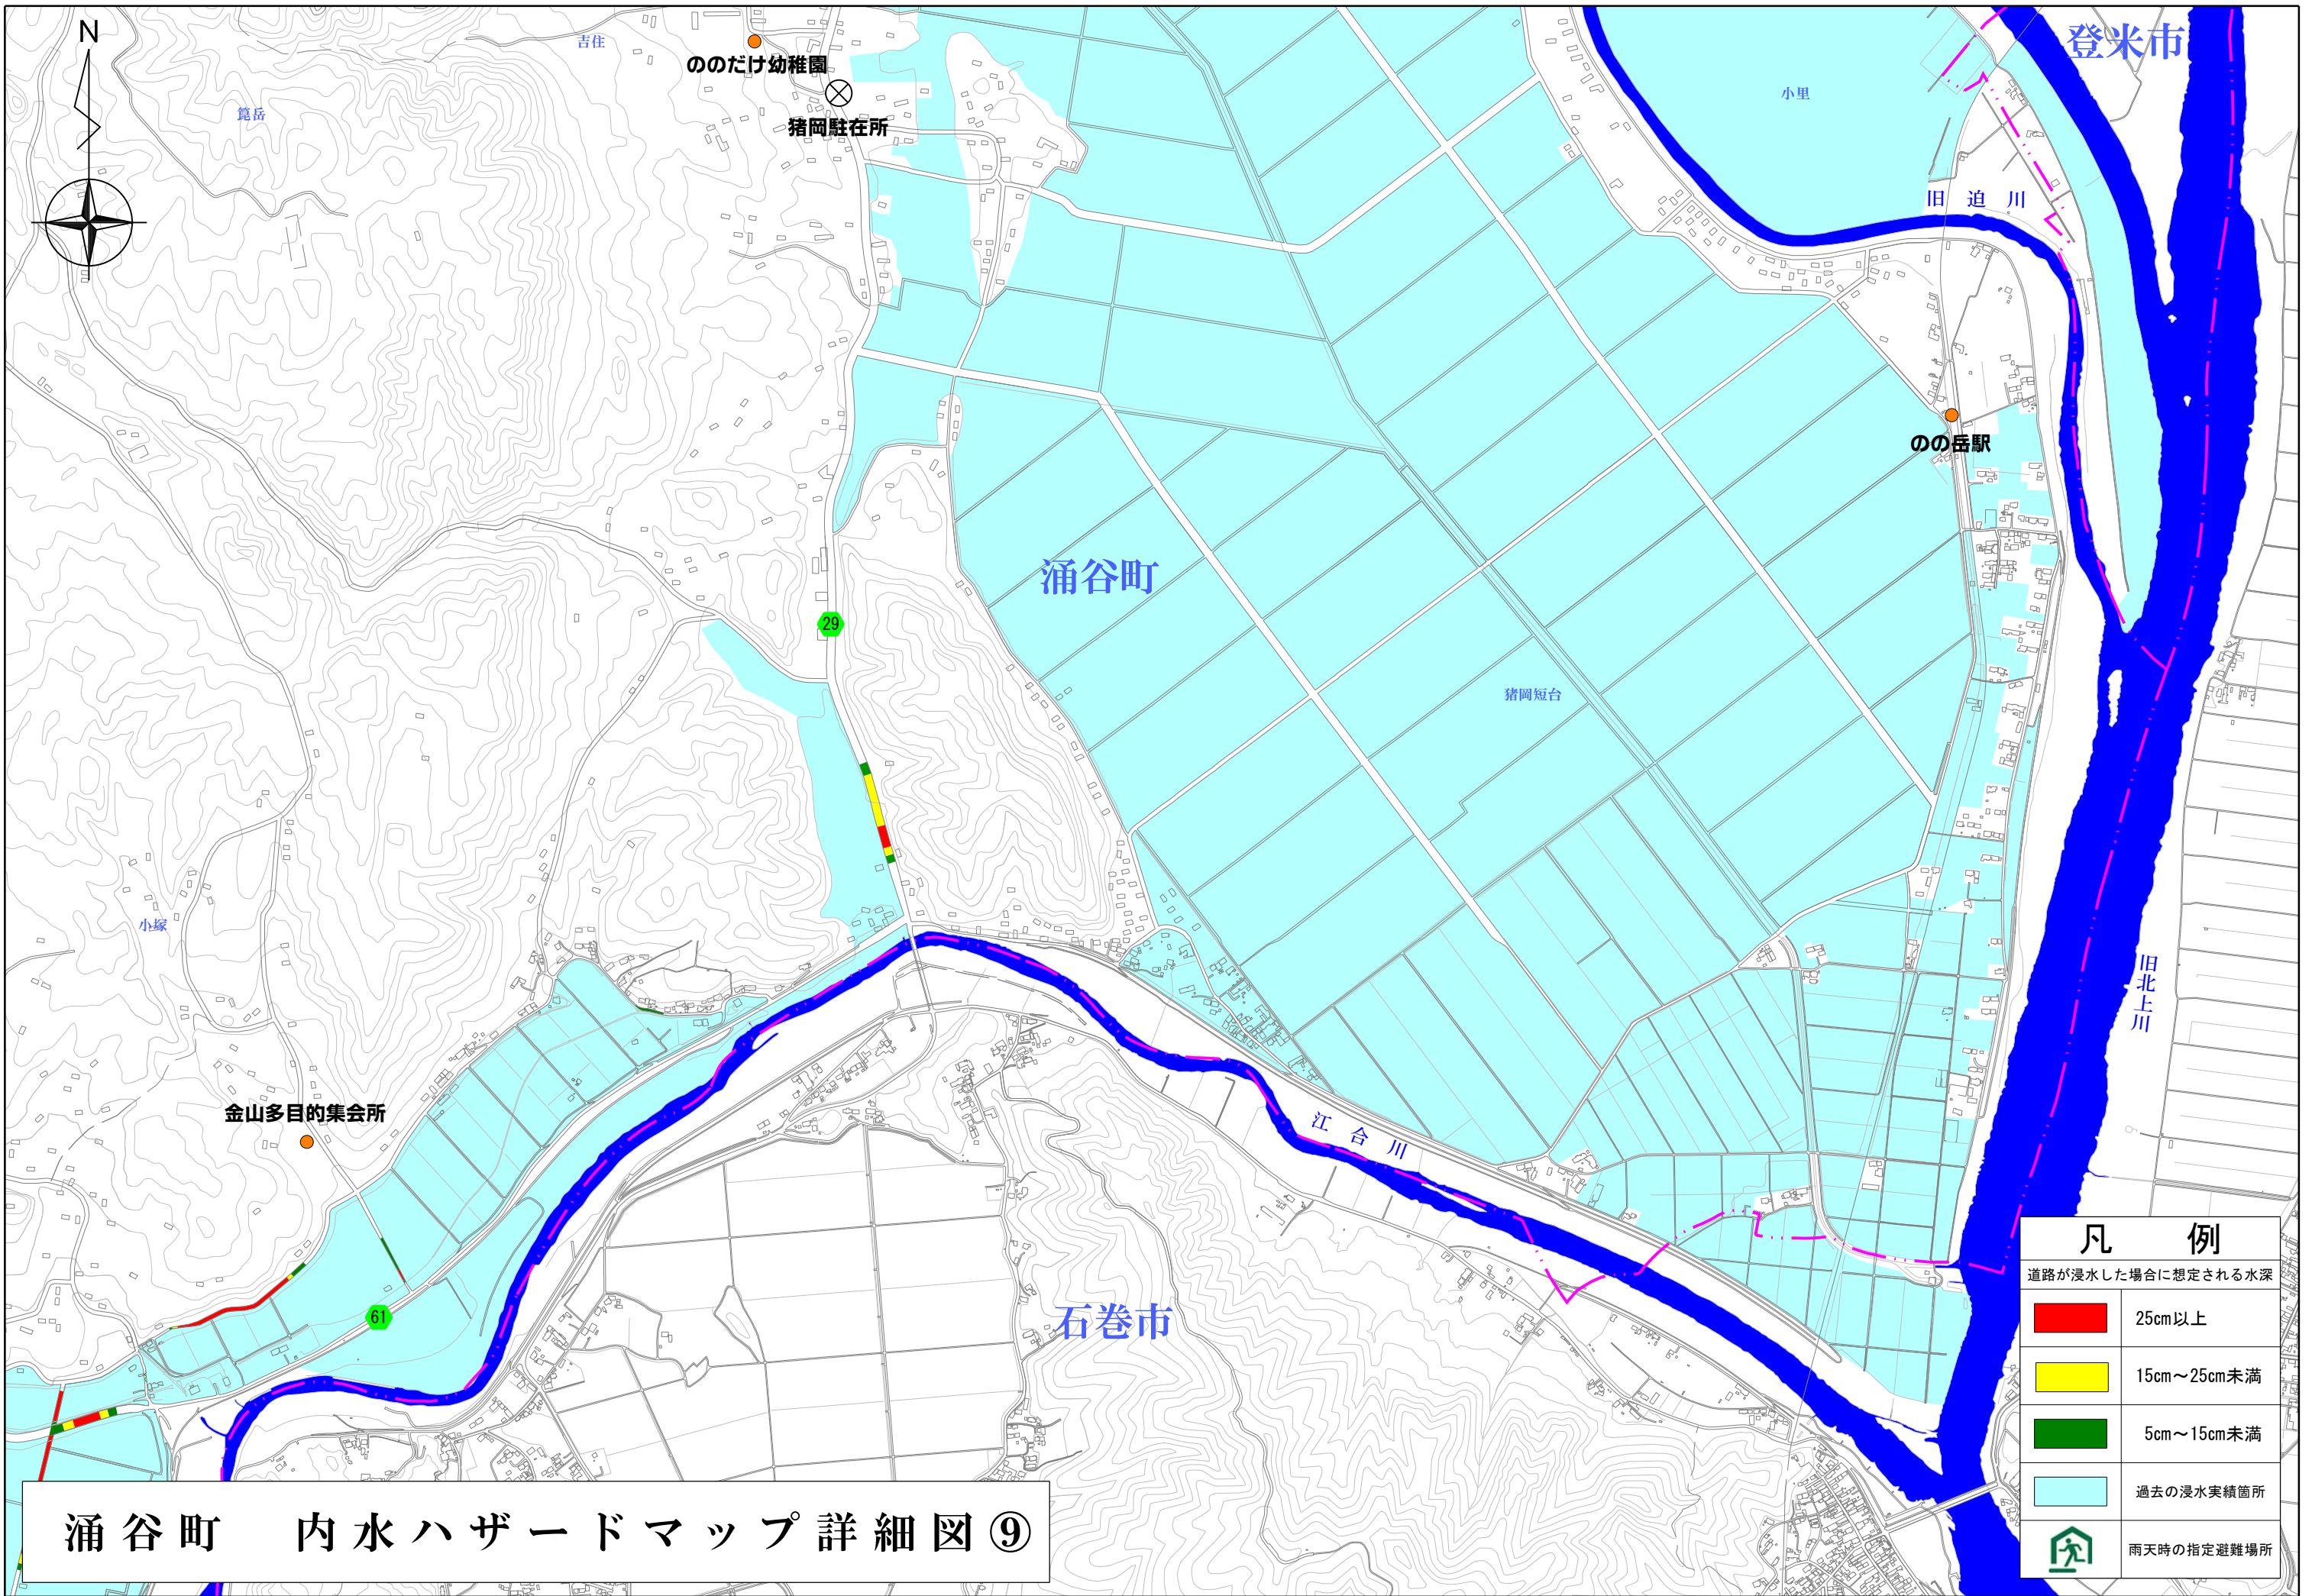 N
吉住
ののだけ幼稚園
猪岡駐在所
箆岳
登米市
小里
旧迫川
のの岳駅
涌谷町
29
猪岡短台
小塚
旧北上川
金山多目的集会所
江合川
61
石巻市
凡例
道路が浸水した場合に想定される水深
25cm以上
15cm～25cm未満
5cm～15cm未満
過去の浸水実績箇所
雨天時の指定避難場所
涌谷町　内水ハザードマップ詳細図⑨